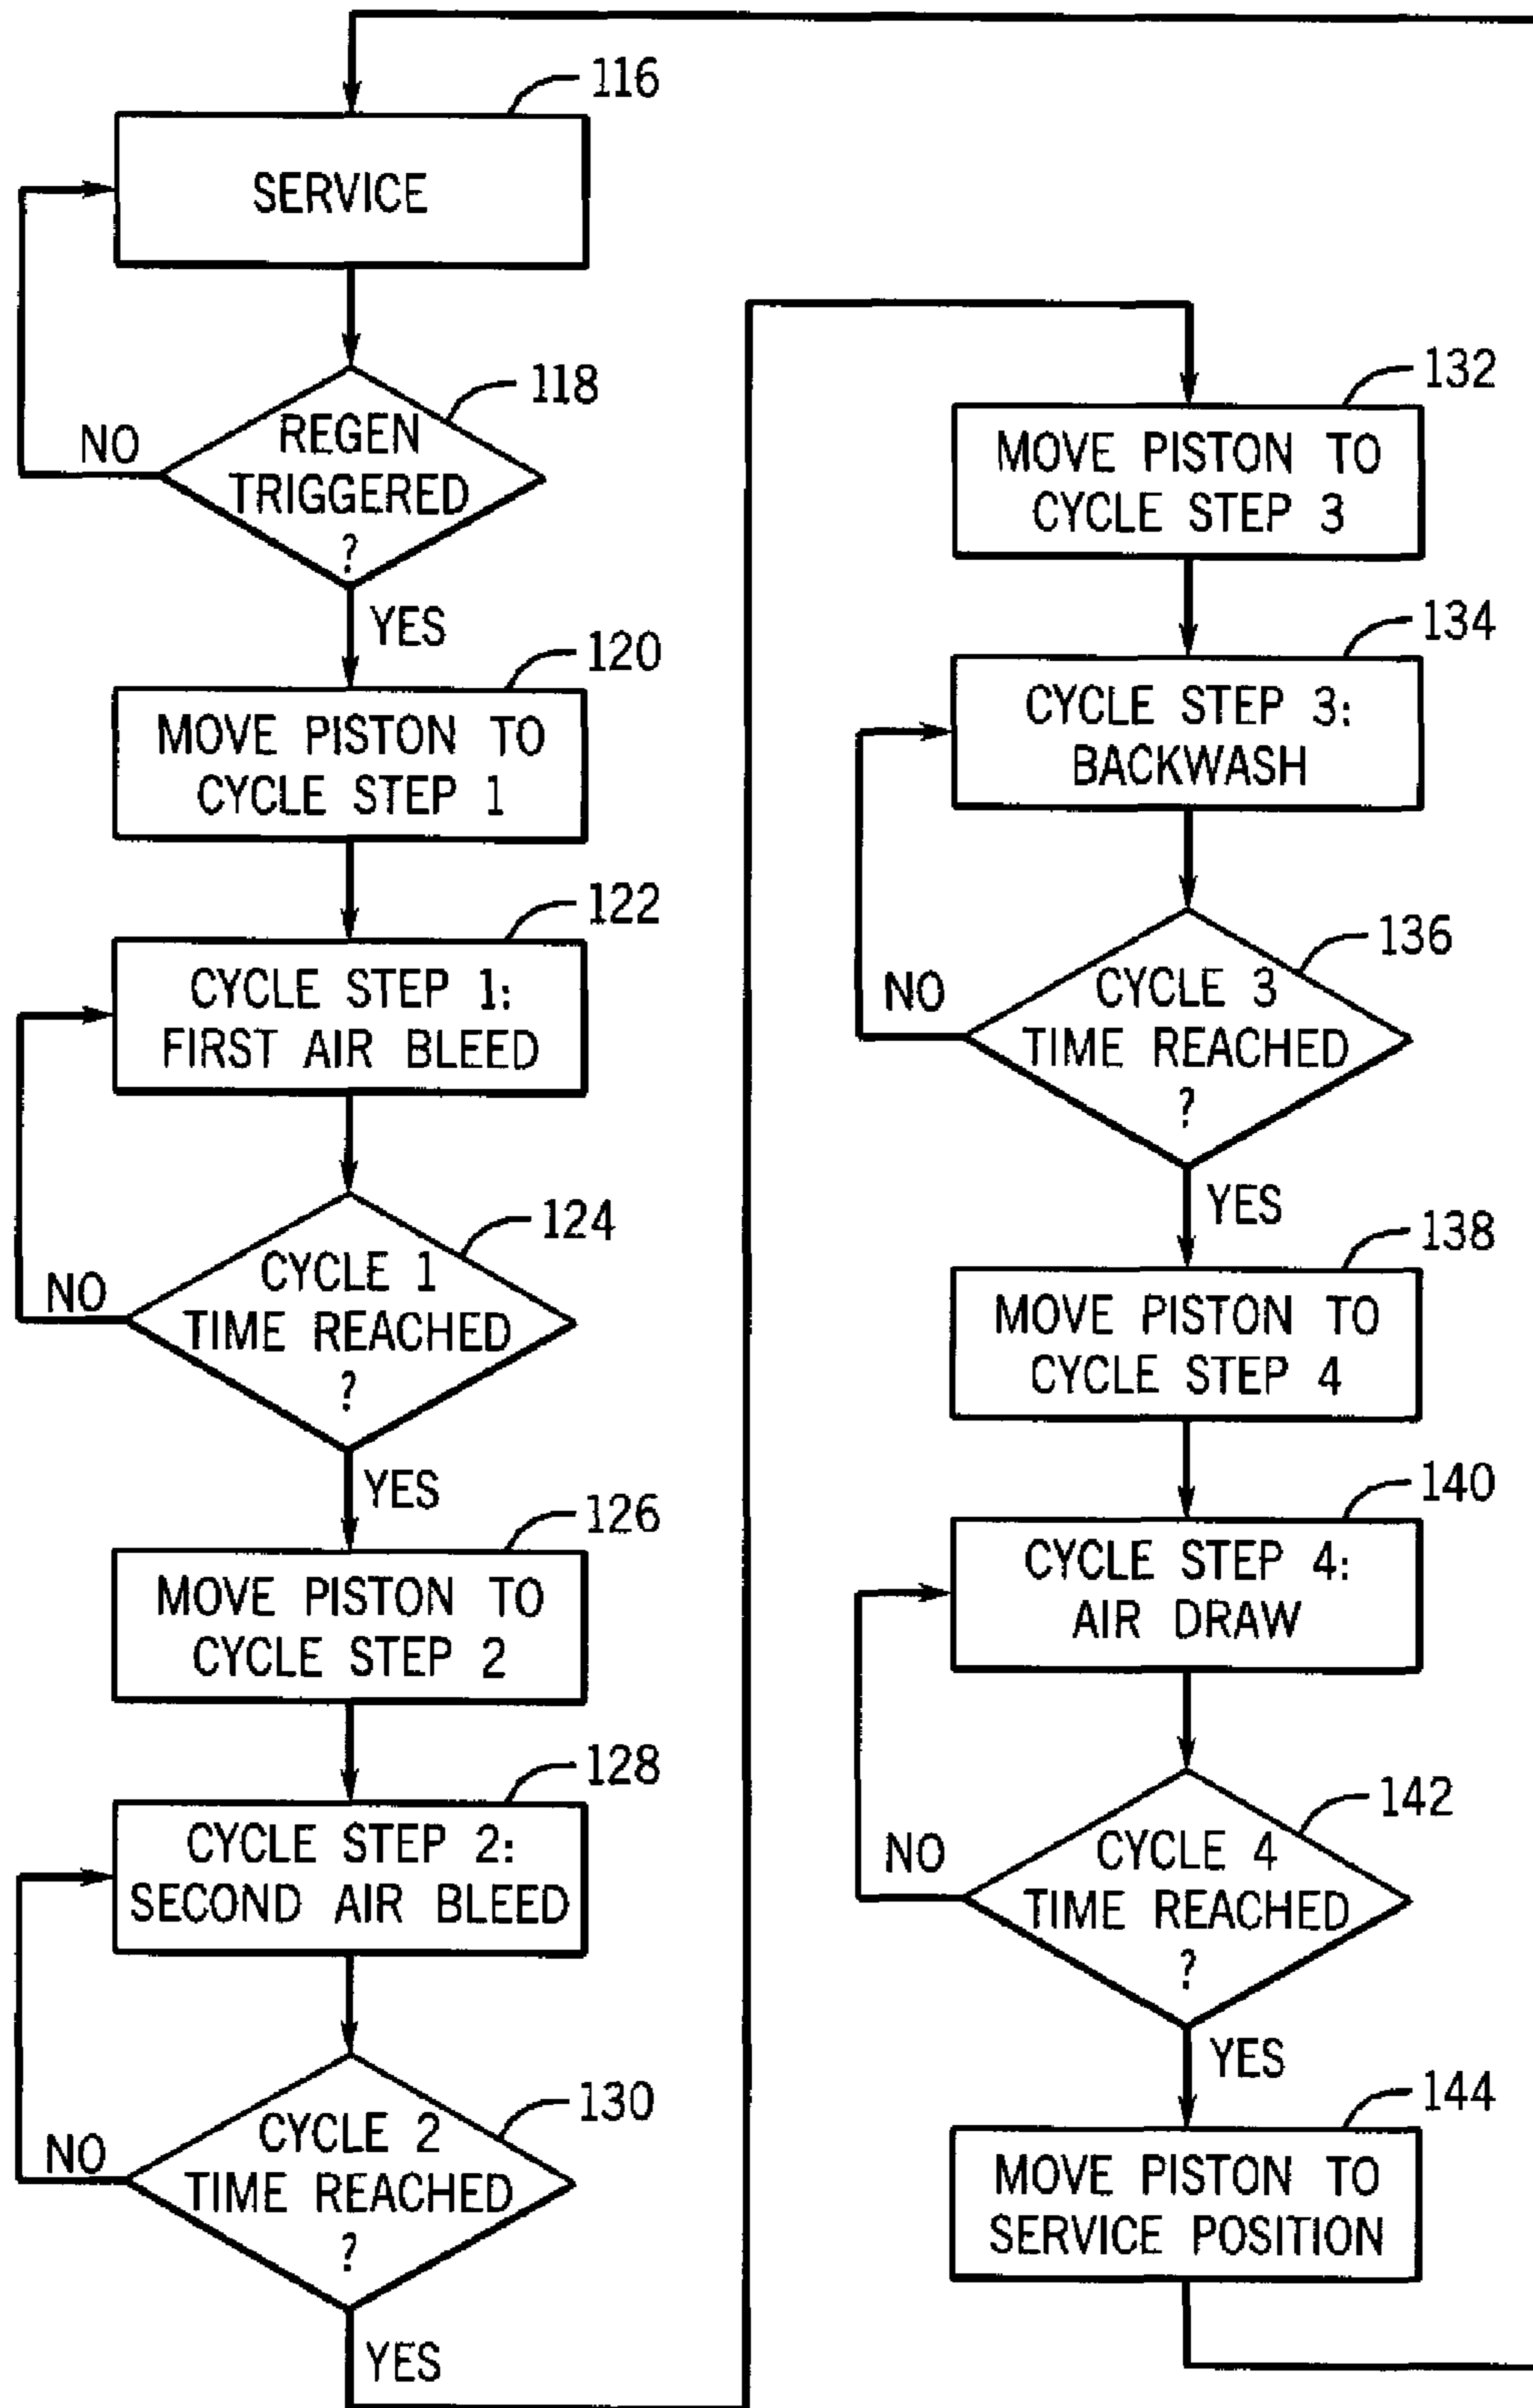 116
SERVICE
118
REGEN
TRIGGERED
?
NO
YES
120
MOVE PISTON TO
CYCLE STEP 1
122
CYCLE STEP 1:
FIRST AIR BLEED
124
CYCLE 1
TIME REACHED
?
NO
YES
126
MOVE PISTON TO
CYCLE STEP 2
128
CYCLE STEP 2:
SECOND AIR BLEED
130
CYCLE 2
TIME REACHED
?
NO
YES
132
MOVE PISTON TO
CYCLE STEP 3
134
CYCLE STEP 3:
BACKWASH
136
CYCLE 3
TIME REACHED
?
NO
YES
138
MOVE PISTON TO
CYCLE STEP 4
140
CYCLE STEP 4:
AIR DRAW
142
CYCLE 4
TIME REACHED
?
NO
YES
144
MOVE PISTON TO
SERVICE POSITION